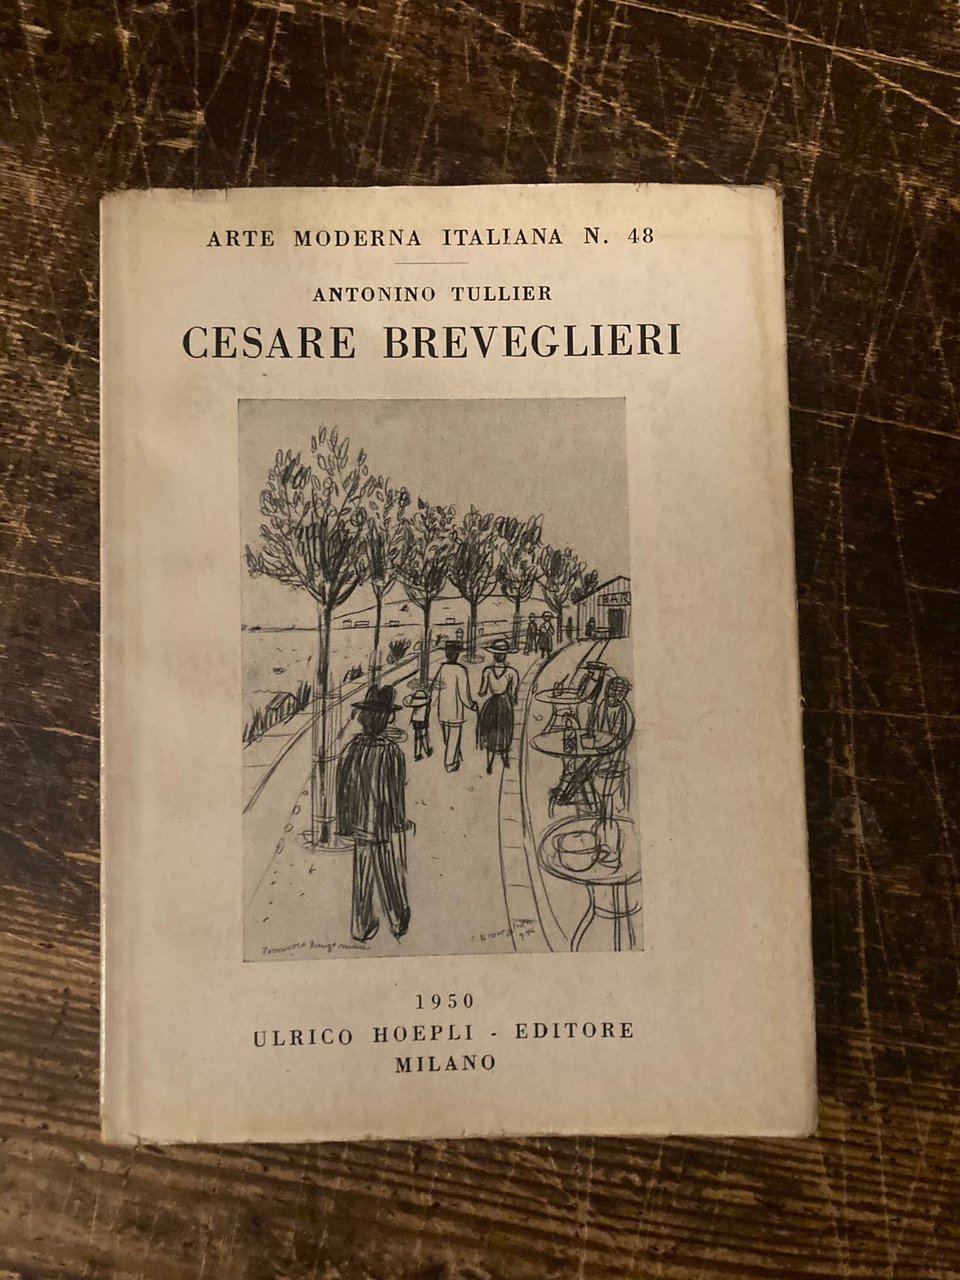 ARTE MODERNA ITALIANA N. 48
ANTONINO TULLIER
CESARE BREVEGLIERI
BAR
1950
ULRICO HOEPLI - EDITORE
MILANO